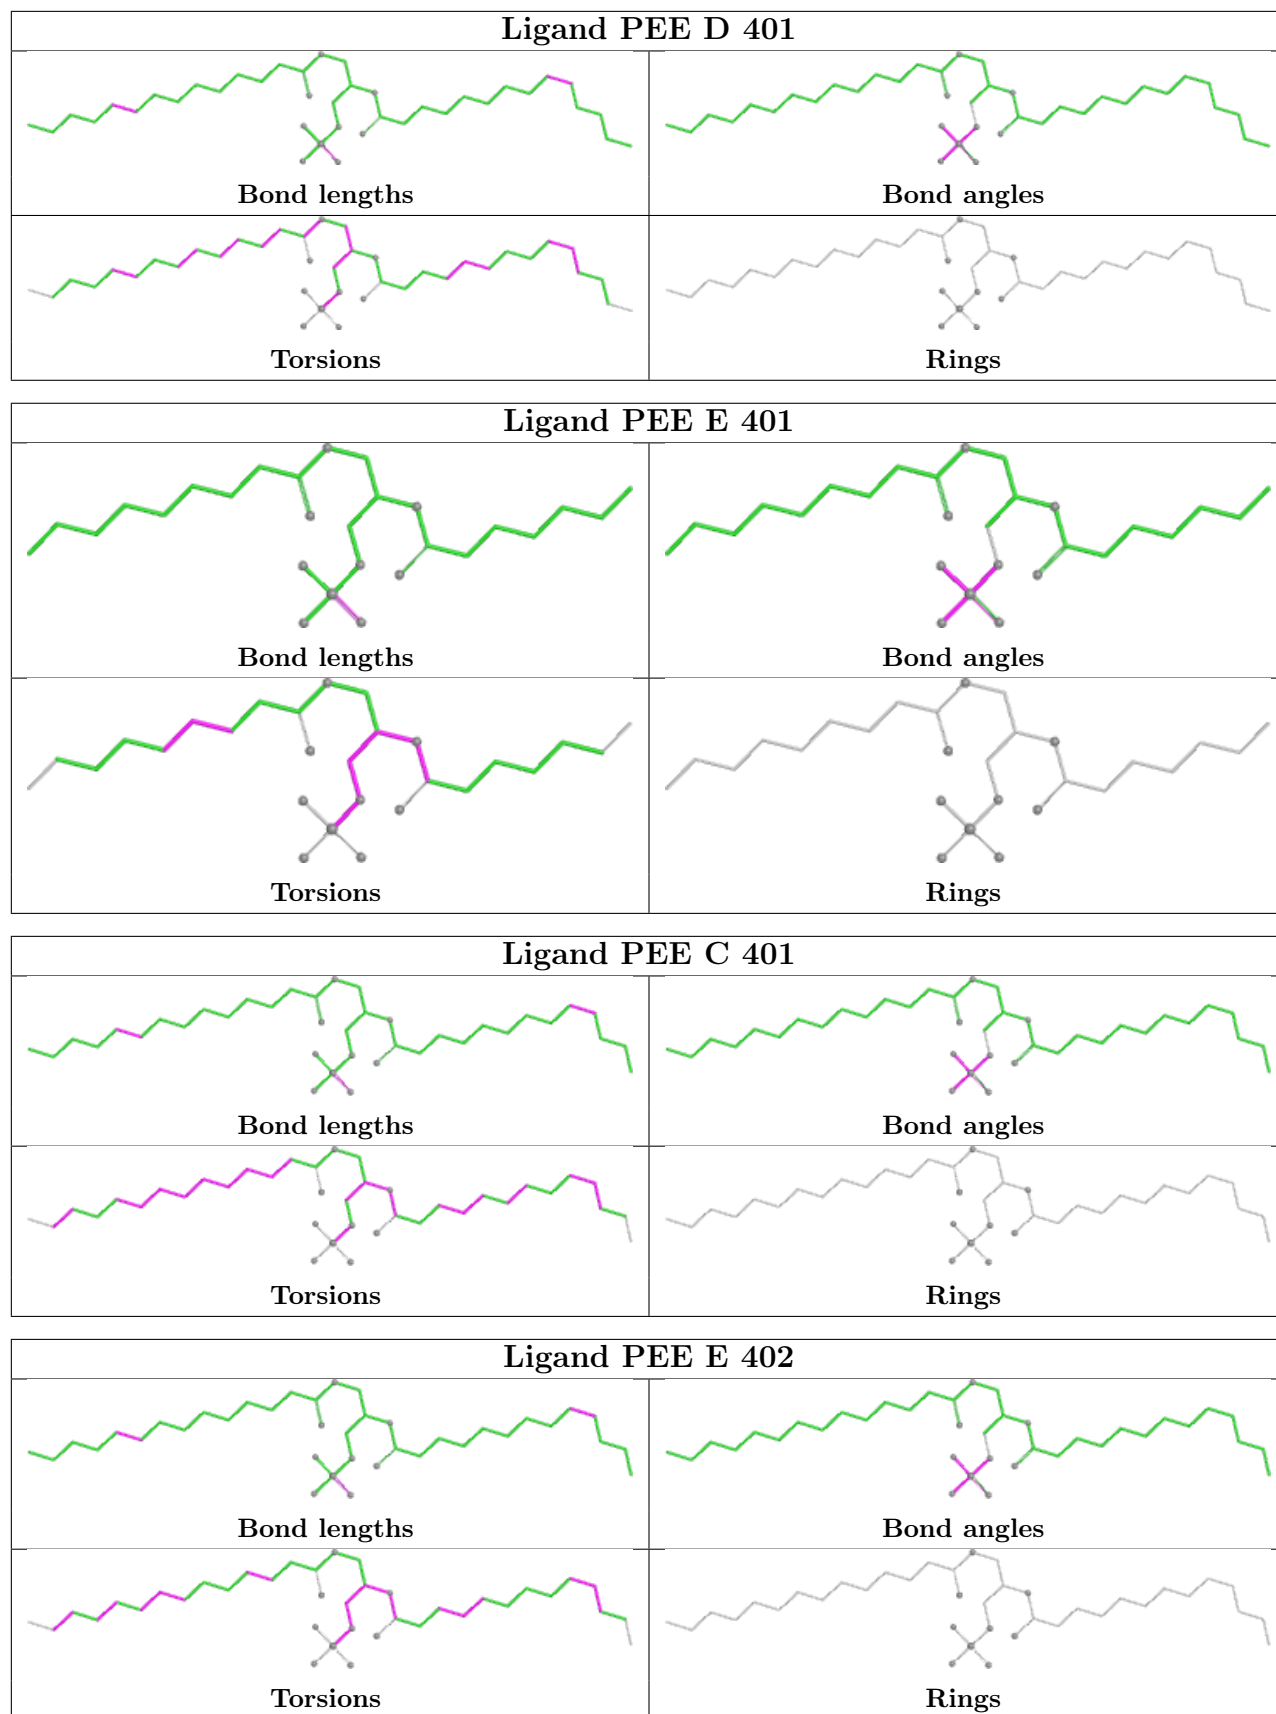 Ligand PEE D 401
Bond lengths
Bond angles
Torsions
Rings
Ligand PEE E 401
Bond lengths
Bond angles
Torsions
Rings
Ligand PEE C 401
Bond lengths
Bond angles
Torsions
Rings
Ligand PEE E 402
Bond lengths
Bond angles
Torsions
Rings